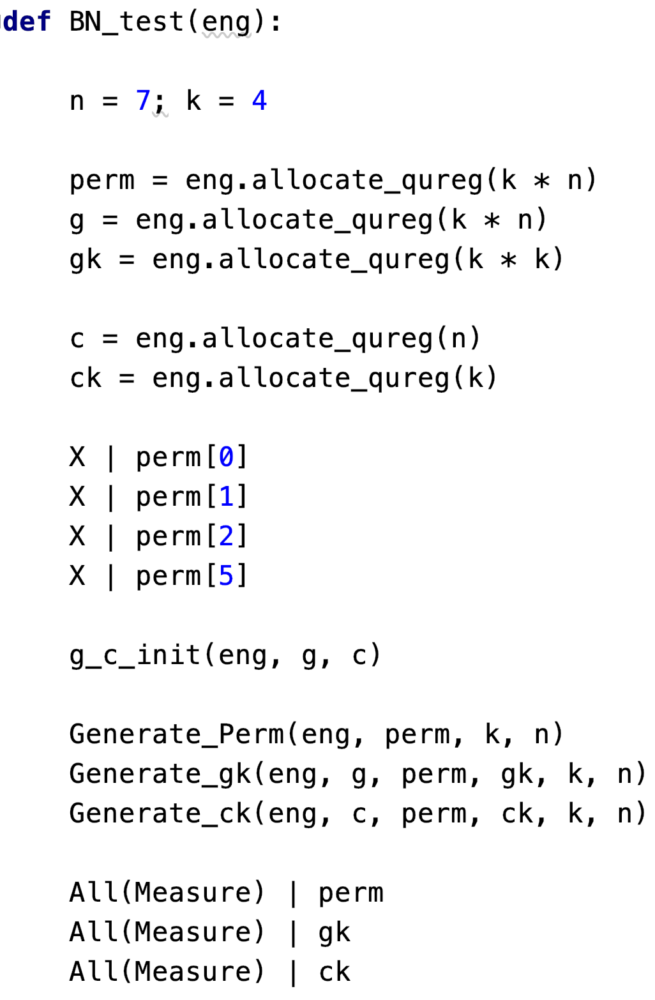 def BN_test(eng):
n = 7; k = 4
perm = eng.allocate_qureg(k * n)
g = eng.allocate_qureg(k * n)
gk = eng.allocate_qureg(k * k)
c = eng.allocate_qureg(n)
ck = eng.allocate_qureg(k)
X | perm[0]
X | perm[1]
X | perm[2]
X | perm[5]
g_c_init(eng, g, c)
Generate_Perm(eng, perm, k, n)
Generate_gk(eng, g, perm, gk, k, n)
Generate_ck(eng, c, perm, ck, k, n)
All(Measure) | perm
All(Measure) | gk
All(Measure) | ck